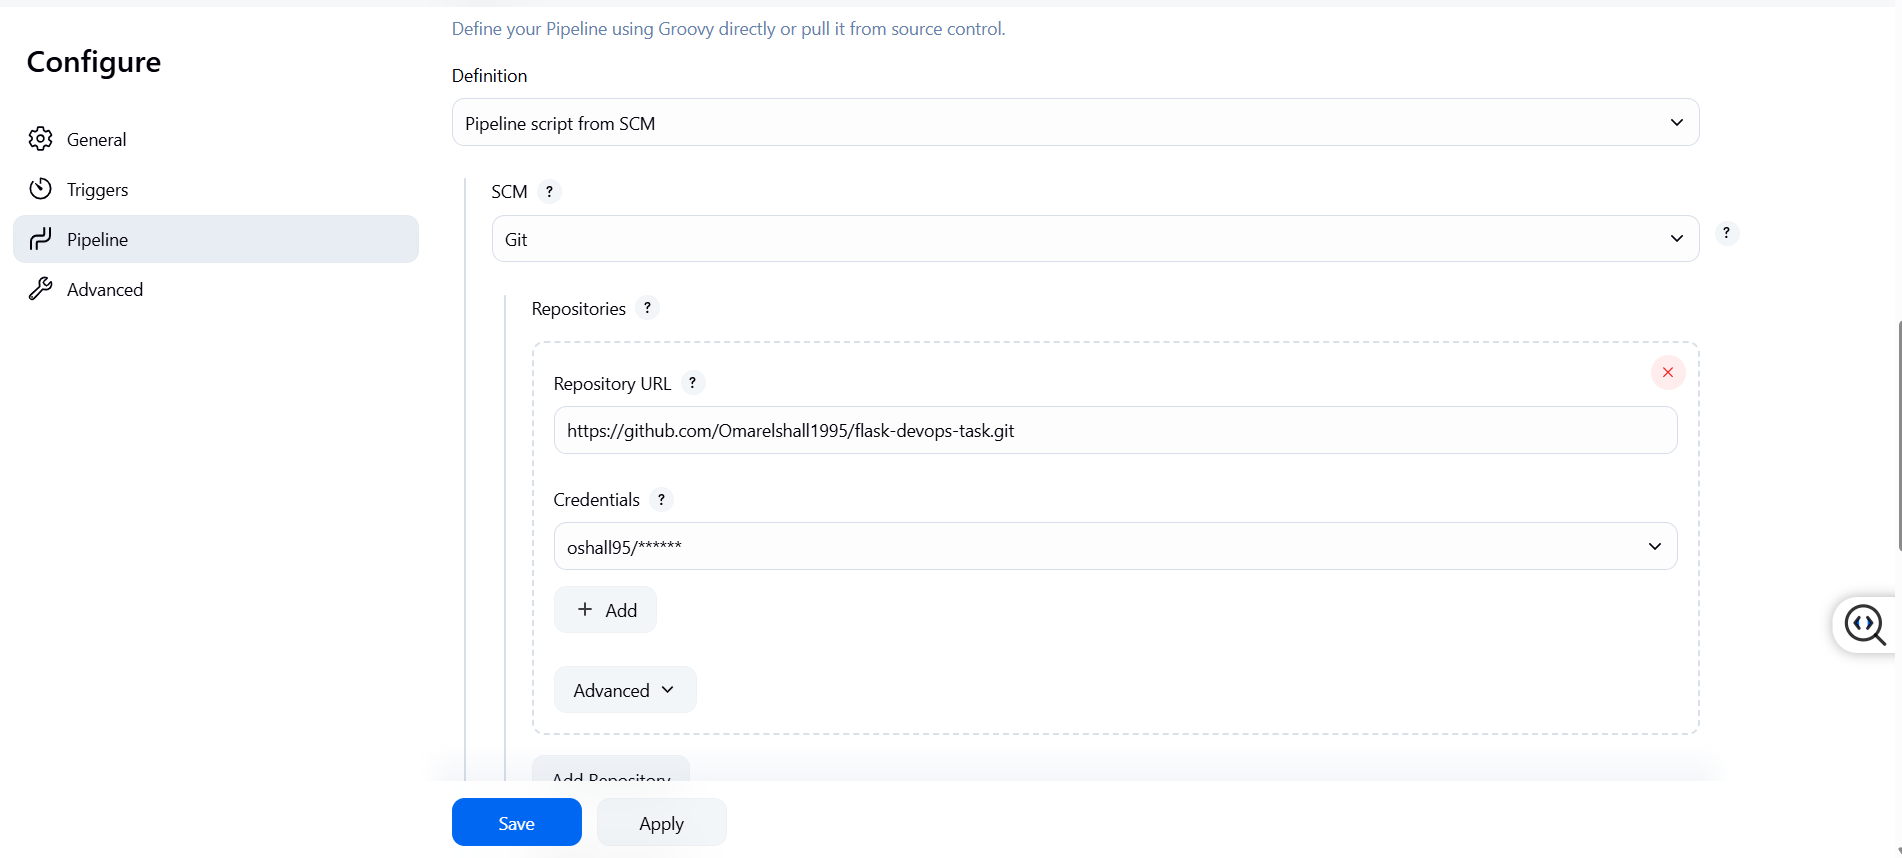 Define your Pipeline using Groovy directly or pull it from source control.
Configure
Definition
Pipeline script from SCM
General
Triggers
Pipeline
Advanced
SCM ?
Git
?
Repositories ?
Repository URL ?
https://github.com/Omarelshall1995/flask-devops-task.git
Credentials ?
oshall95/******
+ Add
Advanced
Add Repository
Save
Apply